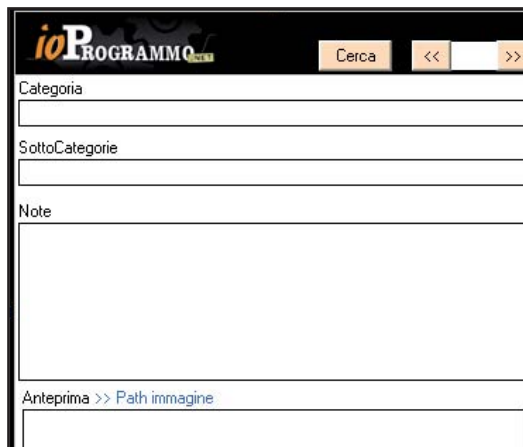 ioPROGRAMMO.NET
Cerca << >>
Categoria
SottoCategorie
Note
Anteprima >> Path immagine